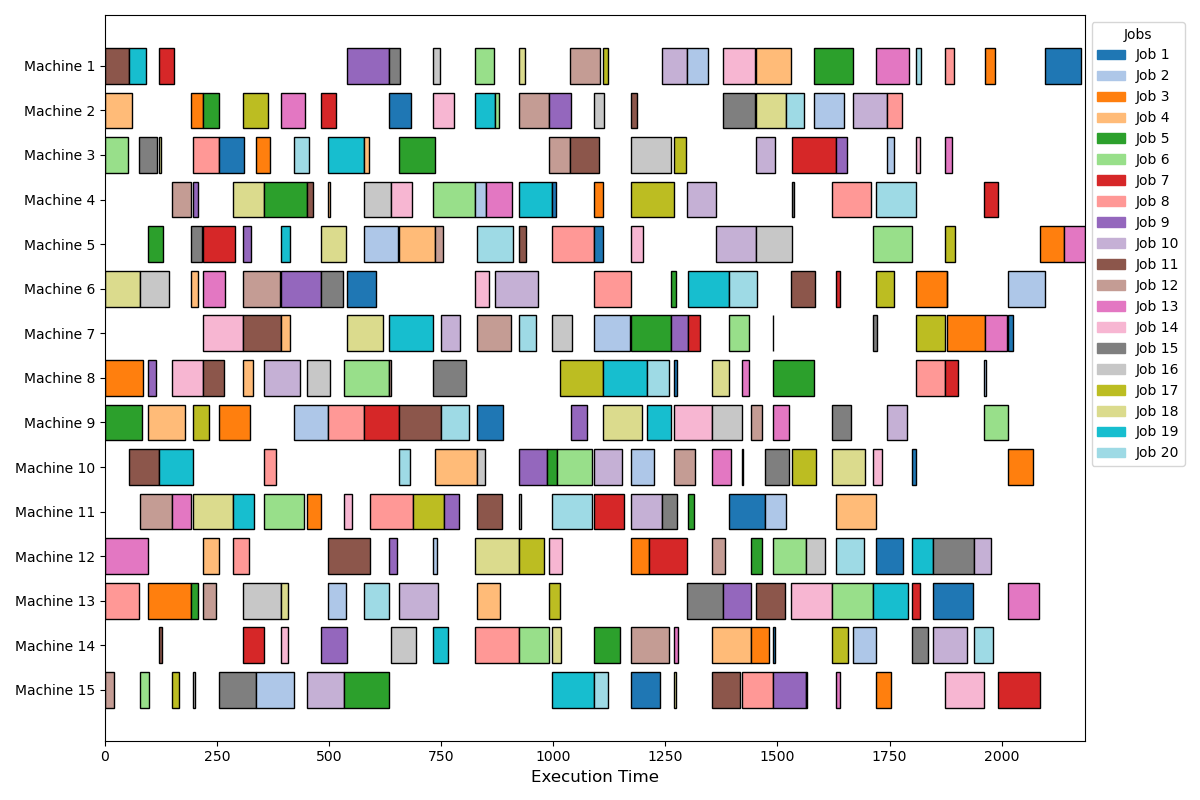 Machine 1
Machine 2
Machine 3
Machine 4
Machine 5
Machine 6
Machine 7
Machine 8
Machine 9
Machine 10
Machine 11
Machine 12
Machine 13
Machine 14
Machine 15
0 250 500 750 1000 1250 1500 1750 2000
Execution Time
Jobs
Job 1
Job 2
Job 3
Job 4
Job 5
Job 6
Job 7
Job 8
Job 9
Job 10
Job 11
Job 12
Job 13
Job 14
Job 15
Job 16
Job 17
Job 18
Job 19
Job 20